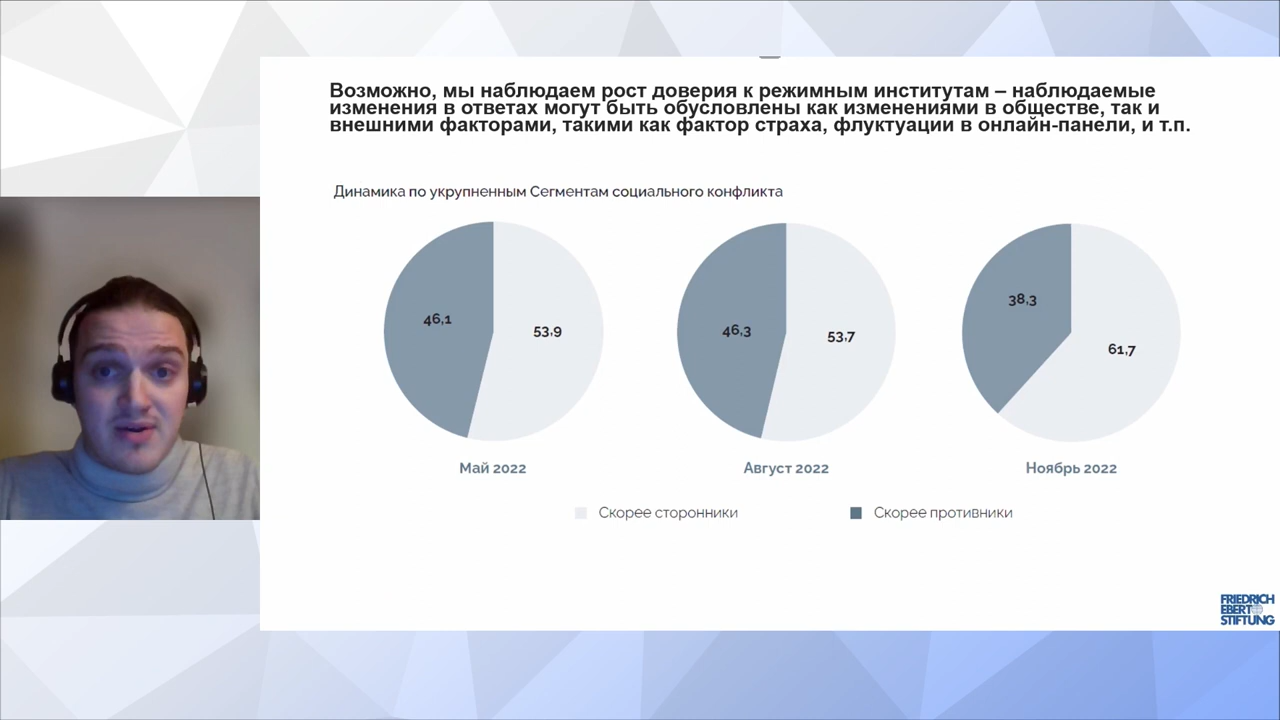 Возможно, мы наблюдаем рост доверия к режимным институтам – наблюдаемые
изменения в ответах могут быть обусловлены как изменениями в обществе, так и
внешними факторами, такими как фактор страха, флуктуации в онлайн-панели, и т.п.
Динамика по укрупненным Сегментам социального конфликта
46,1
53,9
46,3
53,7
38,3
61,7
Май 2022
Август 2022
Ноябрь 2022
Скорее сторонники
Скорее противники
FRIEDRICH
EBERT
STIFTUNG